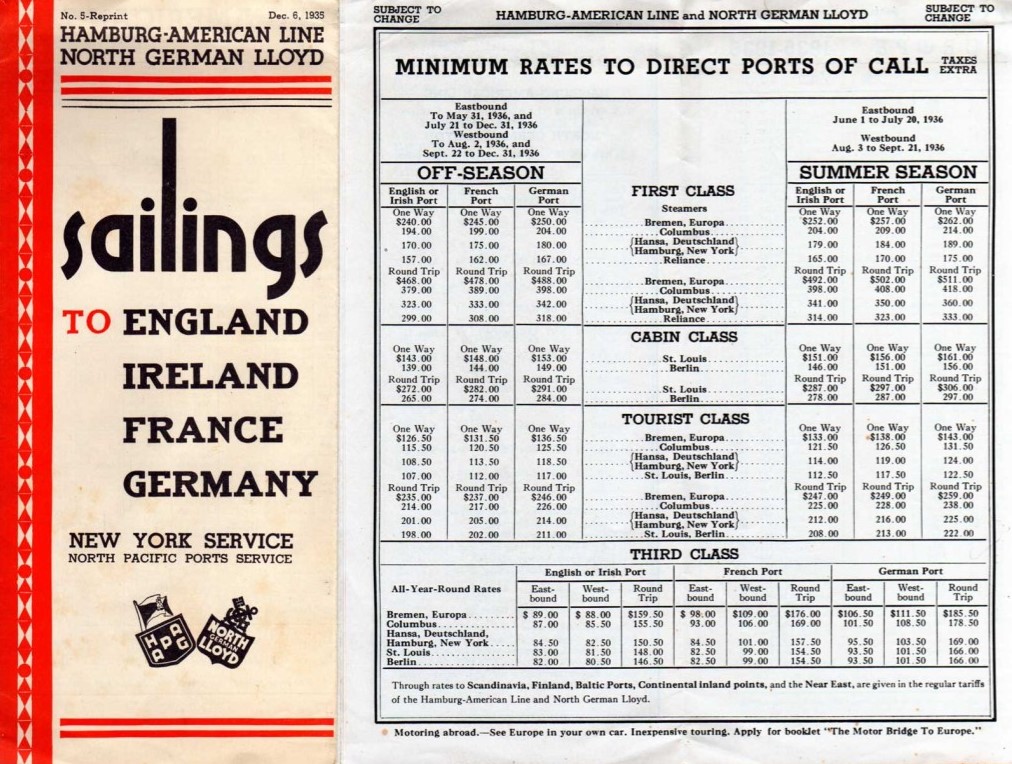 No. 5-Reprint Dec. 6, 1935
HAMBURG-AMERICAN LINE
NORTH GERMAN LLOYD
sailings
TO ENGLAND
IRELAND
FRANCE
GERMANY
NEW YORK SERVICE
NORTH PACIFIC PORTS SERVICE
HAPAG
NORTH
GERMAN
LLOYD
SUBJECT TO
CHANGE
HAMBURG-AMERICAN LINE and NORTH GERMAN LLOYD
SUBJECT TO
CHANGE
MINIMUM RATES TO DIRECT PORTS OF CALL TAXES EXTRA
Eastbound
To May 31, 1936, and
July 21 to Dec. 31, 1936
Westbound
To Aug. 2, 1936, and
Sept. 22 to Dec. 31, 1936
Eastbound
June 1 to July 20, 1936
Westbound
Aug. 3 to Sept. 21, 1936
OFF-SEASON SUMMER SEASON
English or Irish Port French Port German Port FIRST CLASS English or Irish Port French Port German Port
One Way One Way One Way Steamers One Way One Way One Way
$240.00 $245.00 $250.00 Bremen, Europa $252.00 $257.00 $262.00
194.00 199.00 204.00 Columbus 204.00 209.00 214.00
170.00 175.00 180.00 {Hansa, Deutschland} {Hamburg, New York} 179.00 184.00 189.00
157.00 162.00 167.00 Reliance 165.00 170.00 175.00
Round Trip Round Trip Round Trip Round Trip Round Trip Round Trip
$468.00 $478.00 $488.00 Bremen, Europa $492.00 $502.00 $511.00
379.00 389.00 398.00 Columbus 398.00 408.00 418.00
323.00 333.00 342.00 {Hansa, Deutschland} {Hamburg, New York} 341.00 350.00 360.00
299.00 308.00 318.00 Reliance 314.00 323.00 333.00
CABIN CLASS
One Way One Way One Way One Way One Way One Way
$143.00 $148.00 $153.00 St. Louis $151.00 $156.00 $161.00
139.00 144.00 149.00 Berlin 146.00 151.00 156.00
Round Trip Round Trip Round Trip Round Trip Round Trip Round Trip
$272.00 $282.00 $291.00 St. Louis $287.00 $297.00 $306.00
265.00 274.00 284.00 Berlin 278.00 287.00 297.00
TOURIST CLASS
One Way One Way One Way One Way One Way One Way
$126.50 $131.50 $136.50 Bremen, Europa $133.00 $138.00 $143.00
115.50 120.50 125.50 Columbus 121.50 126.50 131.50
108.50 113.50 118.50 {Hansa, Deutschland} {Hamburg, New York} 114.00 119.00 124.00
107.00 112.00 117.00 St. Louis, Berlin 112.50 117.50 122.50
Round Trip Round Trip Round Trip Round Trip Round Trip Round Trip
$235.00 $237.00 $246.00 Bremen, Europa $247.00 $249.00 $259.00
214.00 217.00 226.00 Columbus 225.00 228.00 238.00
201.00 205.00 214.00 {Hansa, Deutschland} {Hamburg, New York} 212.00 216.00 225.00
198.00 202.00 211.00 St. Louis, Berlin 208.00 213.00 222.00
THIRD CLASS
English or Irish Port French Port German Port
All-Year-Round Rates East-bound West-bound Round Trip East-bound West-bound Round Trip East-bound West-bound Round Trip
Bremen, Europa $ 89.00 $ 88.00 $159.50 $ 98.00 $109.00 $176.00 $106.50 $111.50 $185.50
Columbus 87.00 85.50 155.50 93.00 106.00 169.00 101.50 108.50 178.50
Hansa, Deutschland,
Hamburg, New York 84.50 82.50 150.50 84.50 101.00 157.50 95.50 103.50 169.00
St. Louis 83.00 81.50 148.00 82.50 99.00 154.50 93.50 101.50 166.00
Berlin 82.00 80.50 146.50 82.50 99.00 154.50 93.50 101.50 166.00
Through rates to Scandinavia, Finland, Baltic Ports, Continental inland points, and the Near East, are given in the regular tariffs
of the Hamburg-American Line and North German Lloyd.
Motoring abroad.—See Europe in your own car. Inexpensive touring. Apply for booklet "The Motor Bridge To Europe."